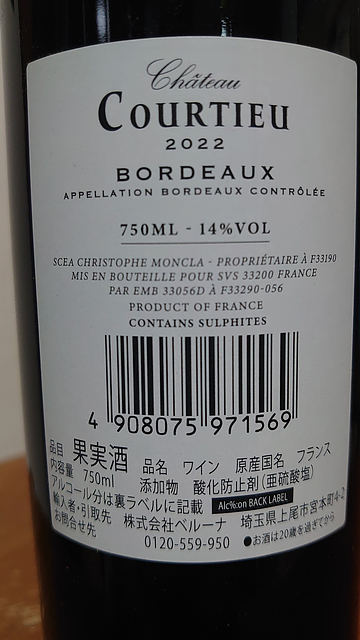 Château
COURTIEU
2022
BORDEAUX
APPELLATION BORDEAUX CONTRÔLÉE
750ML - 14%VOL
SCEA CHRISTOPHE MONCLA - PROPRIÉTAIRE À F33190
MIS EN BOUTEILLE POUR SVS 33200 FRANCE
PAR EMB 33056D À F33290-056
PRODUCT OF FRANCE
CONTAINS SULPHITES
4 908075 971569
品目 果実酒 品名 ワイン 原産国名 フランス
内容量 750ml 添加物 酸化防止剤(亜硫酸塩)
アルコール分は裏ラベルに記載 Alc%:on BACK LABEL
輸入者・引取先 株式会社ベルーナ 埼玉県上尾市宮本町4-2
お問合せ先 0120-559-950 ●お酒は20歳を過ぎてから